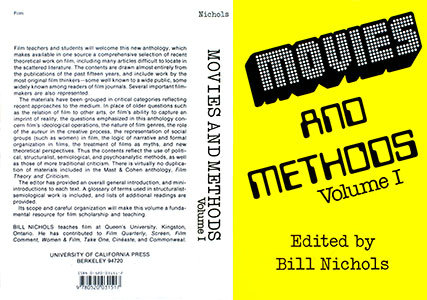 Film
Film teachers and students will welcome this new anthology, which
makes available in one source a comprehensive selection of recent
theoretical work on film, including many articles difficult to locate in
the scattered literature. The contents are drawn almost entirely from
the publications of the past fifteen years, and include work by the
most original film thinkers—some well known to a wide public, some
widely known among readers of film journals. Several important film-
makers are also represented.
The materials have been grouped in critical categories reflecting
recent approaches to the medium. In place of older questions such
as the relation of film to other arts, or film's ability to capture an
imprint of reality, the questions emphasized in this anthology con-
cern film's ideological operations, the nature of film genres, the role
of the auteur in the creative process, the representation of social
groups (such as women) in film, the logic of narrative and formal
organization in films, the treatment of films as myths, and new
theoretical perspectives. Thus the contents reflect the use of politi-
cal, structuralist, semiological, and psychoanalytic methods, as well
as those of more traditional criticism. There is virtually no duplica-
tion of materials included in the Mast & Cohen anthology, Film
Theory and Criticism.
The editor has provided an overall general introduction, and mini-
introductions to each text. A glossary of terms used in structuralist-
semiological work is included, and lists of additional readings are
provided.
Its scope and careful organization will make this volume a funda-
mental resource for film scholarship and teaching.
BILL NICHOLS teaches film at Queen's University, Kingston,
Ontario. He has contributed to Film Quarterly, Screen, Film
Comment, Women & Film, Take One, Cinéaste, and Commonweal.
UNIVERSITY OF CALIFORNIA PRESS
BERKELEY 94720
9 780520 031517
Nichols
MOVIES AND METHODS
Volume I
MOVIES
AND
METHODS
Volume I
Edited by
Bill Nichols